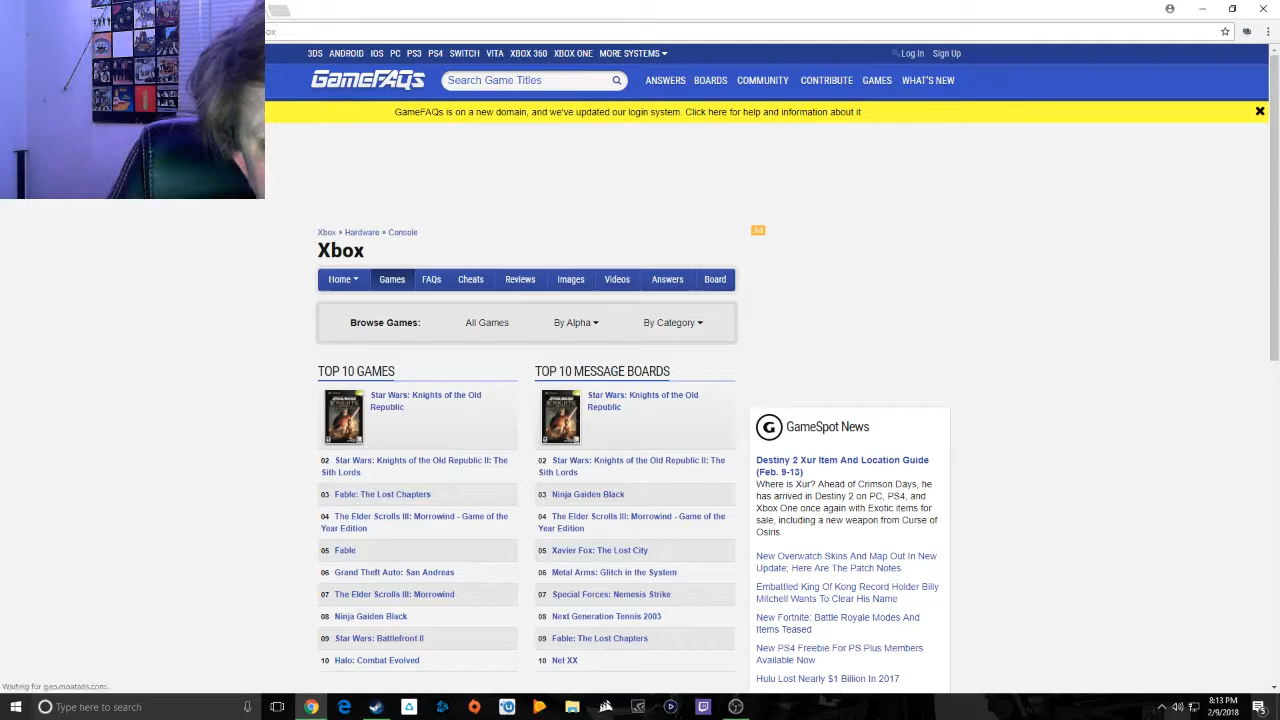 ox
3DS ANDROID IOS PC PS3 PS4 SWITCH VITA XBOX 360 XBOX ONE MORE SYSTEMS
Log In Sign Up
GameFAQs
Search Game Titles
ANSWERS BOARDS COMMUNITY CONTRIBUTE GAMES WHAT'S NEW
GameFAQs is on a new domain, and we've updated our login system. Click here for help and information about it
Xbox » Hardware » Console
Ad
Xbox
Home Games FAQs Cheats Reviews Images Videos Answers Board
Browse Games: All Games By Alpha By Category
TOP 10 GAMES
Star Wars: Knights of the Old
Republic
02 Star Wars: Knights of the Old Republic II: The
Sith Lords
03 Fable: The Lost Chapters
04 The Elder Scrolls III: Morrowind - Game of the
Year Edition
05 Fable
06 Grand Theft Auto: San Andreas
07 The Elder Scrolls III: Morrowind
08 Ninja Gaiden Black
09 Star Wars: Battlefront II
10 Halo: Combat Evolved
TOP 10 MESSAGE BOARDS
Star Wars: Knights of the Old
Republic
02 Star Wars: Knights of the Old Republic II: The
Sith Lords
03 Ninja Gaiden Black
04 The Elder Scrolls III: Morrowind - Game of the
Year Edition
05 Xavier Fox: The Lost City
06 Metal Arms: Glitch in the System
07 Special Forces: Nemesis Strike
08 Next Generation Tennis 2003
09 Fable: The Lost Chapters
10 Net XX
GameSpot News
Destiny 2 Xur Item And Location Guide
(Feb. 9-13)
Where is Xur? Ahead of Crimson Days, he
has arrived in Destiny 2 on PC, PS4, and
Xbox One once again with Exotic items for
sale, including a new weapon from Curse of
Osiris.
New Overwatch Skins And Map Out In New
Update; Here Are The Patch Notes
Embattled King Of Kong Record Holder Billy
Mitchell Wants To Clear His Name
New Fortnite: Battle Royale Modes And
Items Teased
New PS4 Freebie For PS Plus Members
Available Now
Hulu Lost Nearly $1 Billion In 2017
Waiting for geo.moatads.com...
Type here to search
8:13 PM
2/9/2018